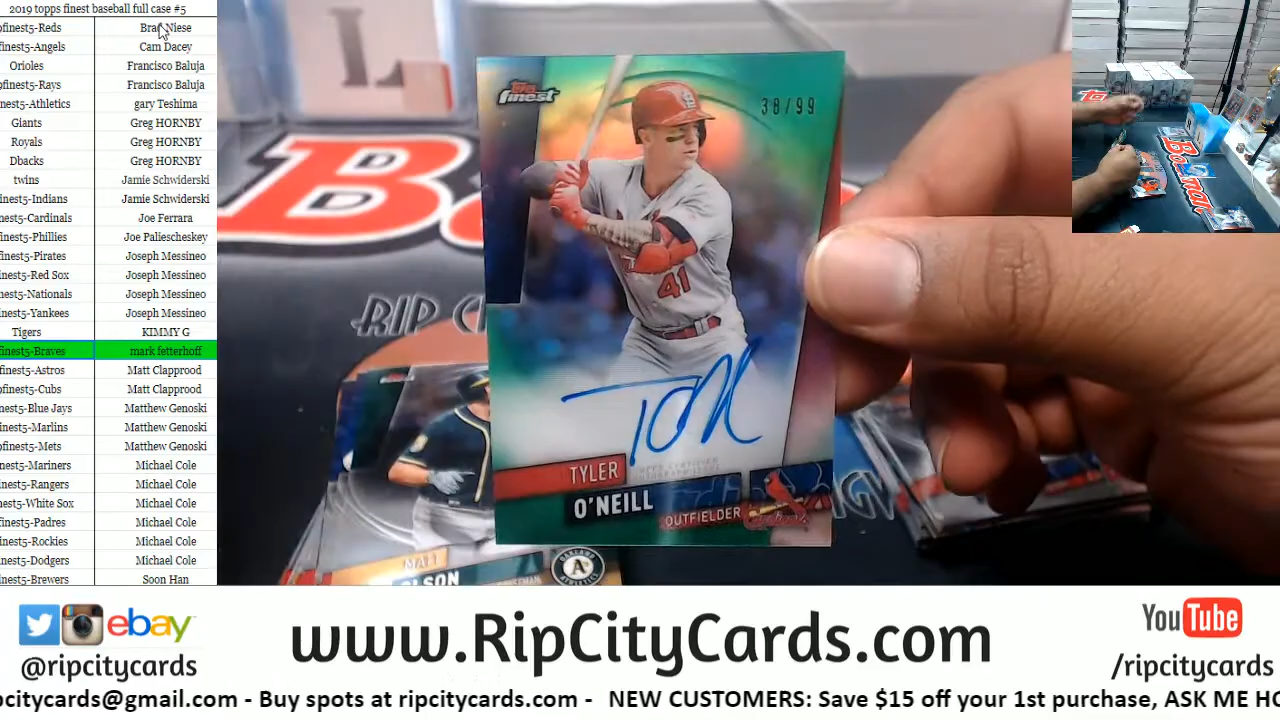 2019 topps finest baseball full case #5
finest5-Reds Brad Niese
finest5-Angels Cam Dacey
Orioles Francisco Baluja
finest5-Rays Francisco Baluja
finest5-Athletics gary Teshima
Giants Greg HORNBY
Royals Greg HORNBY
Dbacks Greg HORNBY
twins Jamie Schwiderski
finest5-Indians Jamie Schwiderski
finest5-Cardinals Joe Ferrara
finest5-Phillies Joe Paliescheskey
finest5-Pirates Joseph Messineo
finest5-Red Sox Joseph Messineo
finest5-Nationals Joseph Messineo
finest5-Yankees Joseph Messineo
Tigers KIMMY G
finest5-Braves mark fetterhoff
finest5-Astros Matt Clapprood
finest5-Cubs Matt Clapprood
finest5-Blue Jays Matthew Genoski
finest5-Marlins Matthew Genoski
finest5-Mets Matthew Genoski
finest5-Mariners Michael Cole
finest5-Rangers Michael Cole
finest5-White Sox Michael Cole
finest5-Padres Michael Cole
finest5-Rockies Michael Cole
finest5-Dodgers Michael Cole
finest5-Brewers Soon Han
topps finest
38/99
41
TYLER
O'NEILL
OUTFIELDER
RIP
MATT
OLSON
A
ebay
@ripcitycards
www.RipCityCards.com
YouTube
/ripcitycards
pcitycards@gmail.com - Buy spots at ripcitycards.com - NEW CUSTOMERS: Save $15 off your 1st purchase, ASK ME HO